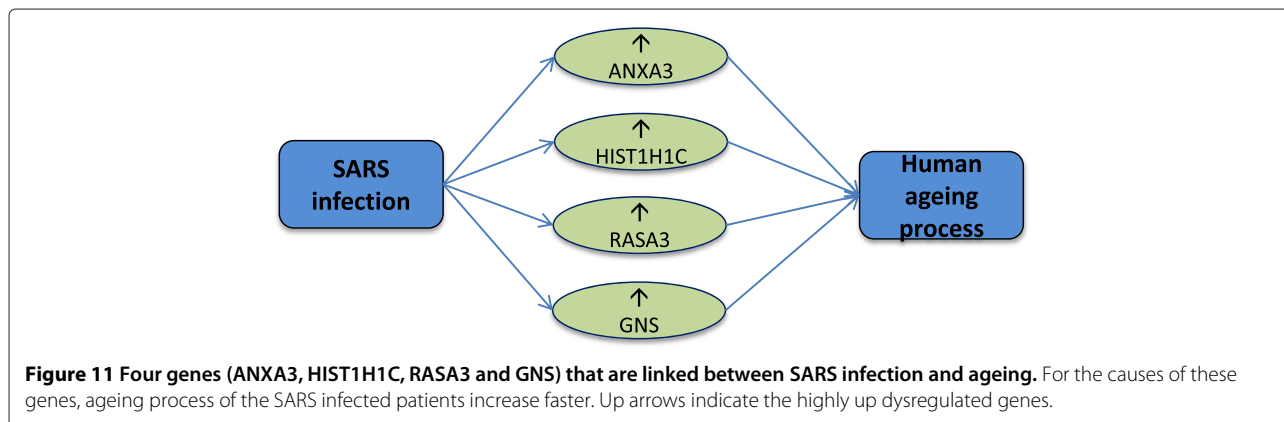 ↑
ANXA3
↑
HIST1H1C
SARS
infection
Human
ageing
process
↑
RASA3
↑
GNS
Figure 11 Four genes (ANXA3, HIST1H1C, RASA3 and GNS) that are linked between SARS infection and ageing. For the causes of these
genes, ageing process of the SARS infected patients increase faster. Up arrows indicate the highly up dysregulated genes.